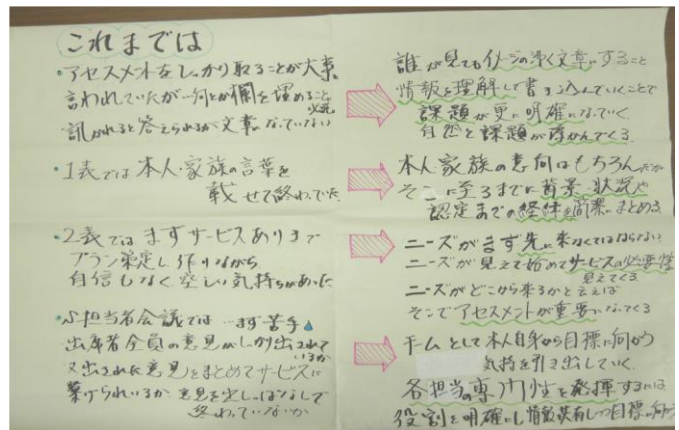 これまでは
・アセスメントをしっかり取ることが大事と
言われていたが…何とか欄を埋めることに必死
訊かれると答えられるが文章になっていない
・1義では本人・家族の言葉を
載せて終わっていた
・2義ではまずサービスありきで
プラン策定し作りながら
自信もなく空しい気持ちがあった
・S担当者会議では…まず苦手
出席者全員の意見がしっかり出されて
いるか
又出された意見をまとめてサービスに
挙げられいるか 意見を出しっぱなしで
終わっていないか
誰が見てもイメージの浮く文章にすること
情報を理解して書き込んでいくことで
課題が更に明確になっていく
自然と課題が浮かんでくる
本人家族の意向はもちろんだが
そこに至るまでに背景、状況や
認定までの経緯を簡潔にまとめる
ニーズがまず先に来なくてはならない
ニーズが見えて始めてサービスの必要性
見えてくる
ニーズがどこから来るかと言えば
そこでアセスメントが重要になってくる
チームとして本人自身から目標に向かう
気持を引き出していく
各担当の専門性を発揮するには
役割を明確にし情報共有しつつ目標に向かう